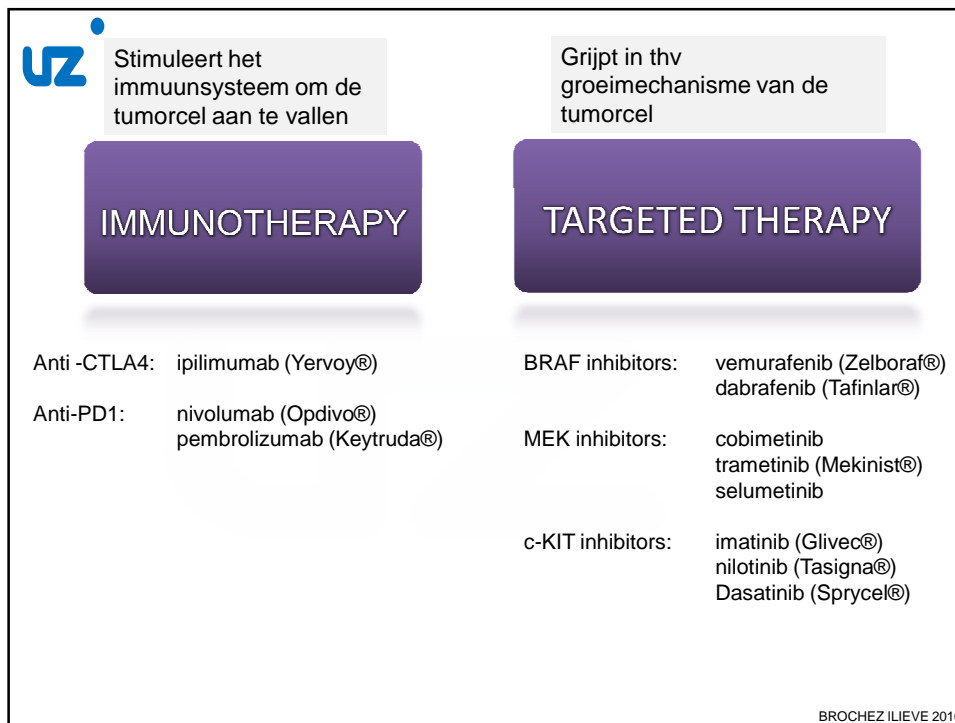 UZ
Stimuleert het
immuunsysteem om de
tumorcel aan te vallen
Grijpt in thv
groeimechanisme van de
tumorcel
IMMUNOTHERAPY
TARGETED THERAPY
Anti -CTLA4: ipilimumab (Yervoy®)
Anti-PD1: nivolumab (Opdivo®)
pembrolizumab (Keytruda®)
BRAF inhibitors: vemurafenib (Zelboraf®)
dabrafenib (Tafinlar®)
MEK inhibitors: cobimetinib
trametinib (Mekinist®)
selumetinib
c-KIT inhibitors: imatinib (Glivec®)
nilotinib (Tasigna®)
Dasatinib (Sprycel®)
BROCHEZ ILIEVE